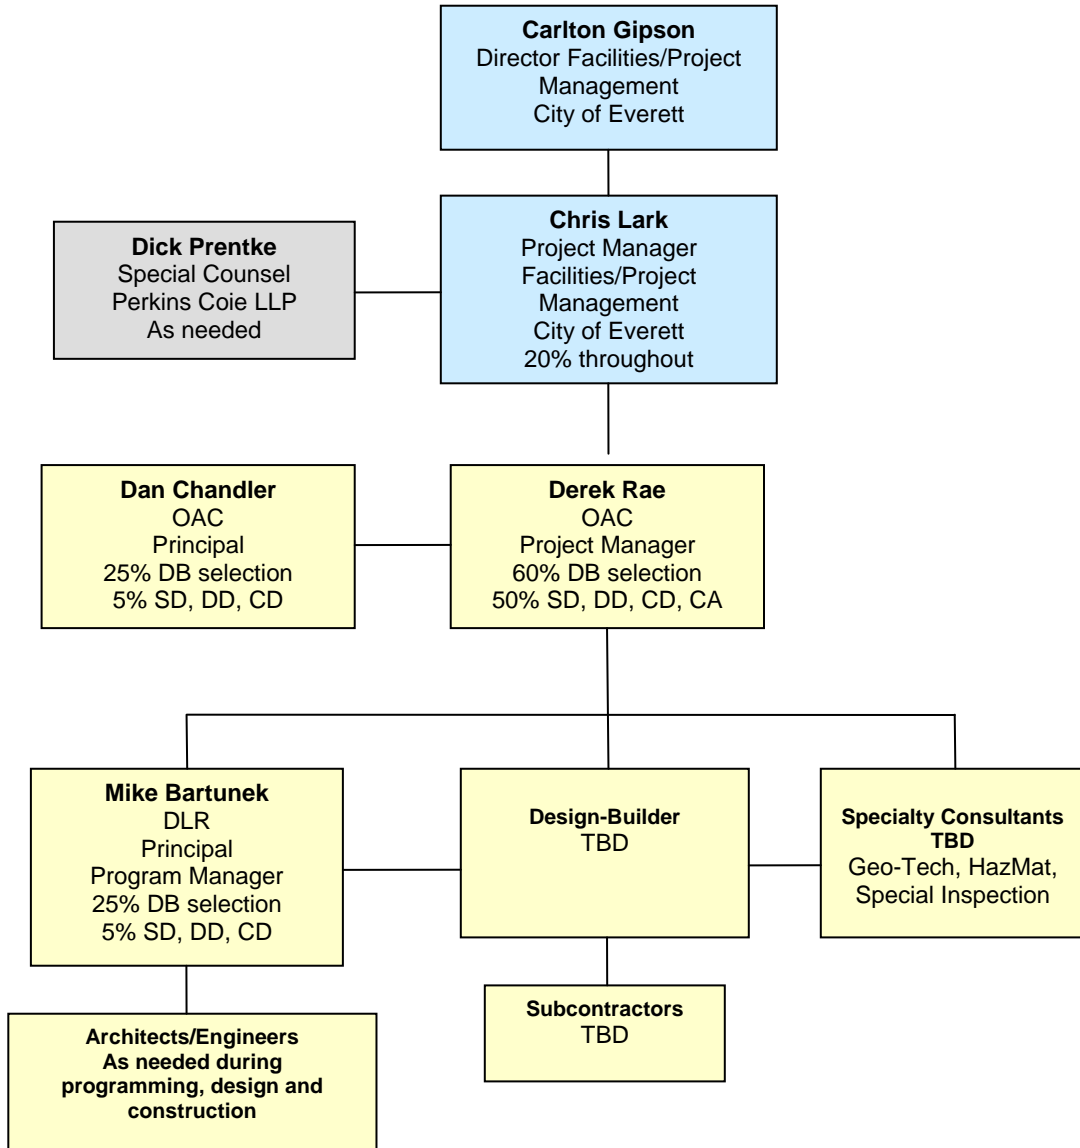 Carlton Gipson
Director Facilities/Project
Management
City of Everett
Chris Lark
Project Manager
Facilities/Project
Management
City of Everett
20% throughout
Dick Prentke
Special Counsel
Perkins Coie LLP
As needed
Dan Chandler
OAC
Principal
25% DB selection
5% SD, DD, CD
Derek Rae
OAC
Project Manager
60% DB selection
50% SD, DD, CD, CA
Mike Bartunek
DLR
Principal
Program Manager
25% DB selection
5% SD, DD, CD
Design-Builder
TBD
Specialty Consultants
TBD
Geo-Tech, HazMat,
Special Inspection
Architects/Engineers
As needed during
programming, design and
construction
Subcontractors
TBD